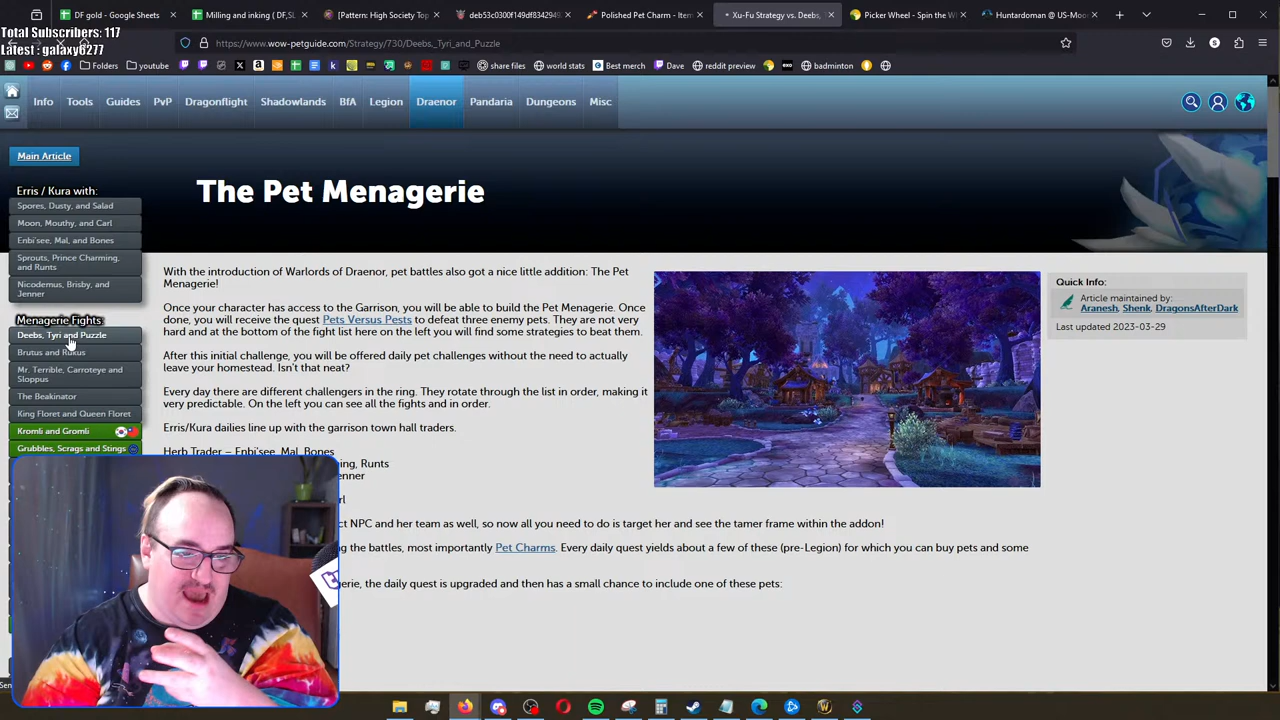 DF gold - Google Sheets
Milling and inking ( DF,SL
[Pattern: High Society Top
deb53c0300f149df8342949
Polished Pet Charm - Item
Xu-Fu Strategy vs. Deebs,
Picker Wheel - Spin the W
Huntardoman @ US-Moon
Total Subscribers: 117
Latest : galaxy6277
https://www.wow-petguide.com/Strategy/730/Deebs,_Tyri_and_Puzzle
Folders
youtube
share files
world stats
Best merch
Dave
reddit preview
badminton
Info
Tools
Guides
PvP
Dragonflight
Shadowlands
BfA
Legion
Draenor
Pandaria
Dungeons
Misc
Main Article
The Pet Menagerie
Erris / Kura with:
Spores, Dusty, and Salad
Moon, Mouthy, and Carl
Enbi'see, Mal, and Bones
Sprouts, Prince Charming,
and Runts
Nicodemus, Brisby, and
Jenner
Menagerie Fights
Deebs, Tyri and Puzzle
Brutus and Rukus
Mr. Terrible, Carroteye and
Sloppus
The Beakinator
King Floret and Queen Floret
Kromli and Gromli
Grubbles, Scrags and Stings
With the introduction of Warlords of Draenor, pet battles also got a nice little addition: The Pet
Menagerie!
Once your character has access to the Garrison, you will be able to build the Pet Menagerie. Once
done, you will receive the quest Pets Versus Pests to defeat three enemy pets. They are not very
hard and at the bottom of the fight list here on the left you will find some strategies to beat them.
After this initial challenge, you will be offered daily pet challenges without the need to actually
leave your homestead. Isn't that neat?
Every day there are different challengers in the ring. They rotate through the list in order, making it
very predictable. On the left you can see all the fights and in order.
Erris/Kura dailies line up with the garrison town hall traders.
Herb Trader – Enbi'see, Mal, Bones
ing, Runts
enner
arl
ct NPC and her team as well, so now all you need to do is target her and see the tamer frame within the addon!
ng the battles, most importantly Pet Charms. Every daily quest yields about a few of these (pre-Legion) for which you can buy pets and some
gerie, the daily quest is upgraded and then has a small chance to include one of these pets:
Quick Info:
Article maintained by:
Aranesh, Shenk, DragonsAfterDark
Last updated 2023-03-29